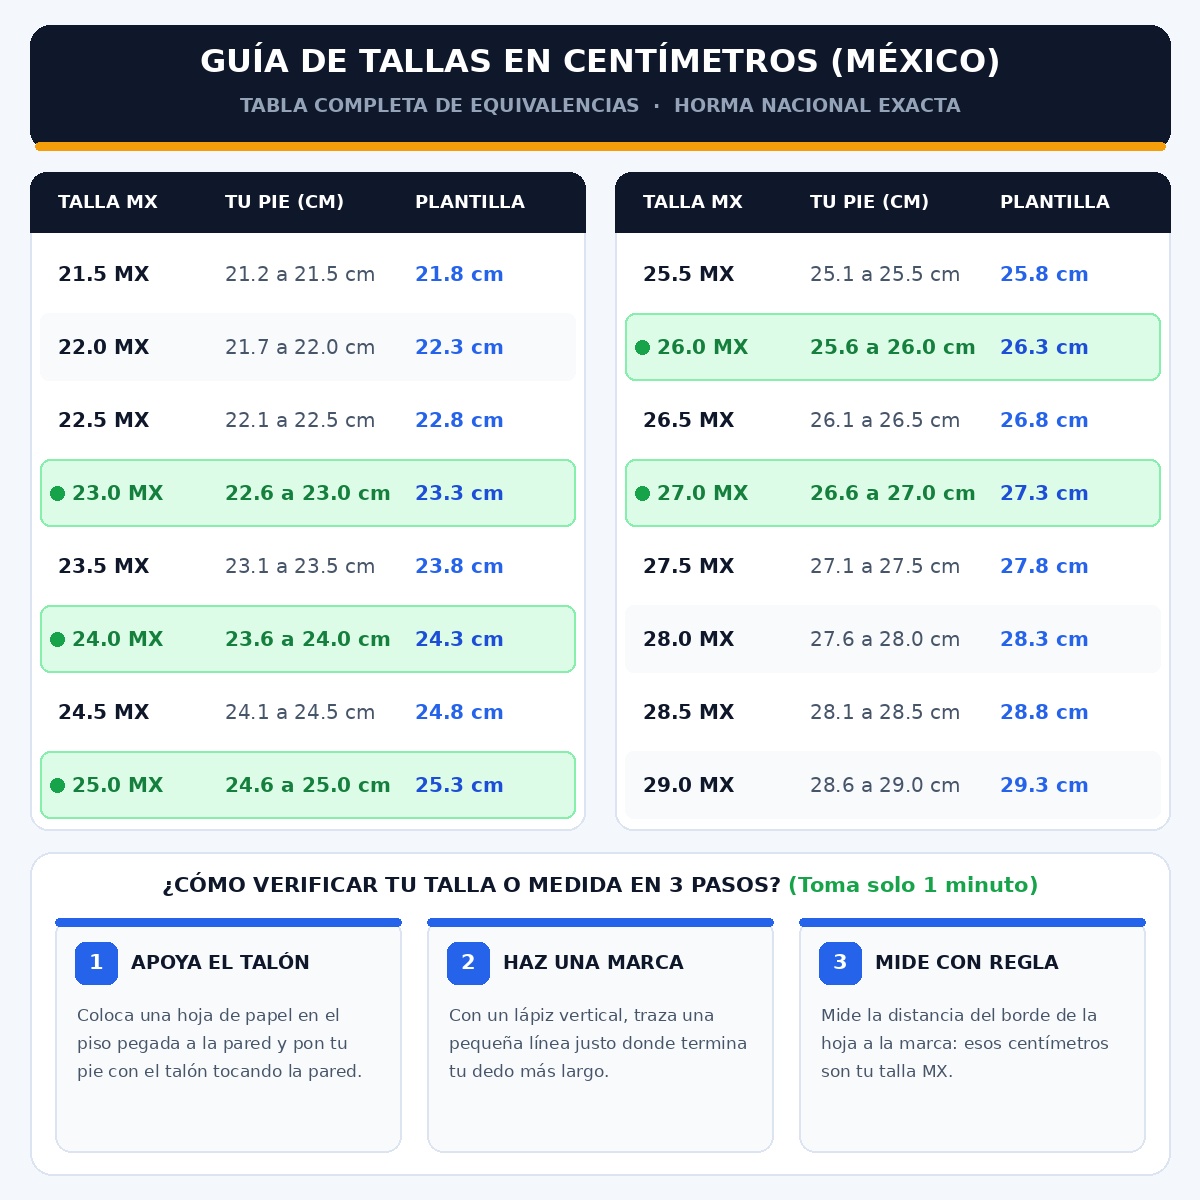 GUÍA DE TALLAS EN CENTÍMETROS (MÉXICO)
TABLA COMPLETA DE EQUIVALENCIAS · HORMA NACIONAL EXACTA
TALLA MX TU PIE (CM) PLANTILLA
21.5 MX 21.2 a 21.5 cm 21.8 cm
22.0 MX 21.7 a 22.0 cm 22.3 cm
22.5 MX 22.1 a 22.5 cm 22.8 cm
23.0 MX 22.6 a 23.0 cm 23.3 cm
23.5 MX 23.1 a 23.5 cm 23.8 cm
24.0 MX 23.6 a 24.0 cm 24.3 cm
24.5 MX 24.1 a 24.5 cm 24.8 cm
25.0 MX 24.6 a 25.0 cm 25.3 cm
TALLA MX TU PIE (CM) PLANTILLA
25.5 MX 25.1 a 25.5 cm 25.8 cm
26.0 MX 25.6 a 26.0 cm 26.3 cm
26.5 MX 26.1 a 26.5 cm 26.8 cm
27.0 MX 26.6 a 27.0 cm 27.3 cm
27.5 MX 27.1 a 27.5 cm 27.8 cm
28.0 MX 27.6 a 28.0 cm 28.3 cm
28.5 MX 28.1 a 28.5 cm 28.8 cm
29.0 MX 28.6 a 29.0 cm 29.3 cm
¿CÓMO VERIFICAR TU TALLA O MEDIDA EN 3 PASOS? (Toma solo 1 minuto)
1 APOYA EL TALÓN
Coloca una hoja de papel en el
piso pegada a la pared y pon tu
pie con el talón tocando la pared.
2 HAZ UNA MARCA
Con un lápiz vertical, traza una
pequeña línea justo donde termina
tu dedo más largo.
3 MIDE CON REGLA
Mide la distancia del borde de la
hoja a la marca: esos centímetros
son tu talla MX.